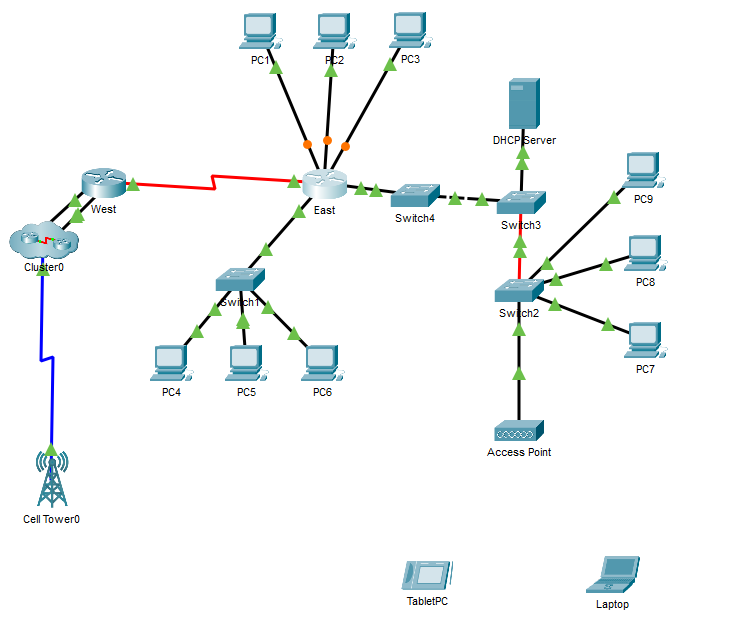 PC1
PC2
PC3
DHCP Server
PC9
West
East
Switch4
Switch3
Cluster0
PC8
Switch1
Switch2
PC7
PC4
PC5
PC6
Access Point
Cell Tower0
TabletPC
Laptop